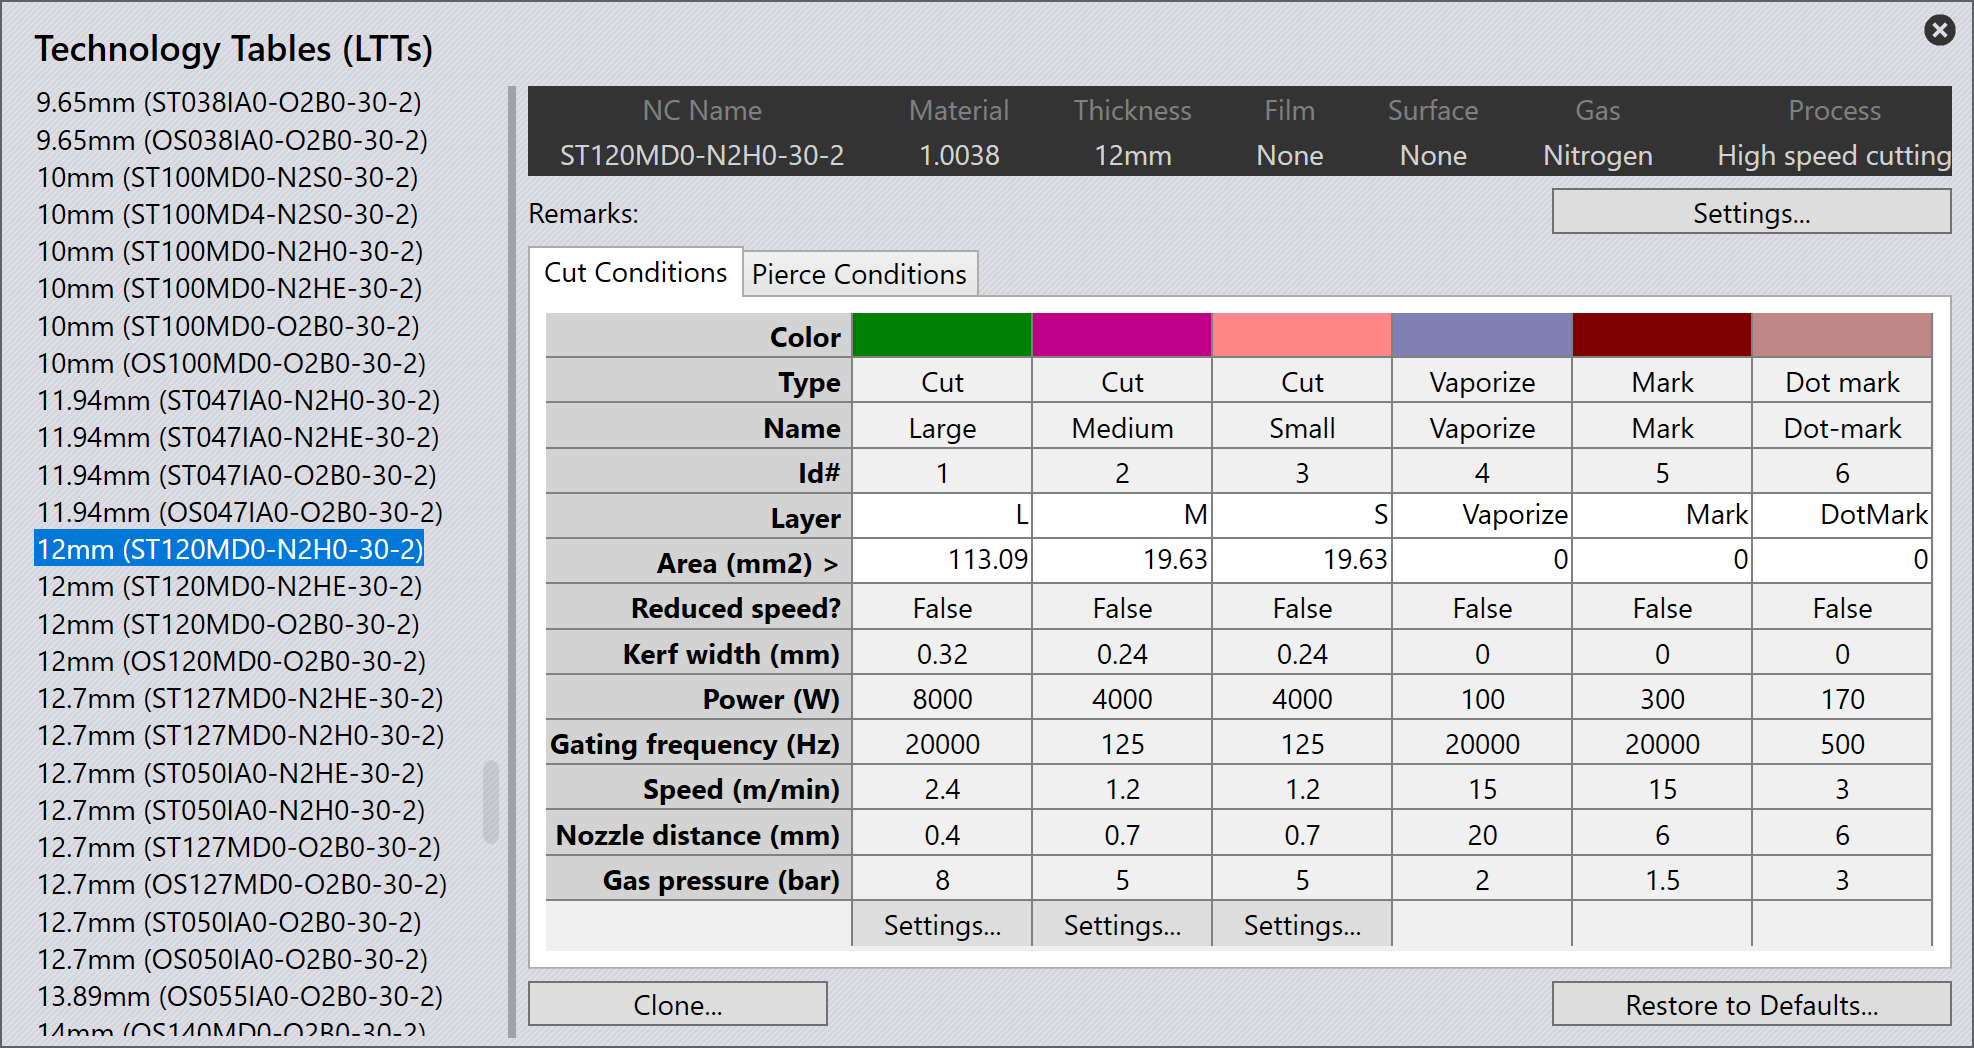 Technology Tables (LTTs)
9.65mm (ST038IA0-O2B0-30-2)
9.65mm (OS038IA0-O2B0-30-2)
10mm (ST100MD0-N2S0-30-2)
10mm (ST100MD4-N2S0-30-2)
10mm (ST100MD0-N2H0-30-2)
10mm (ST100MD0-N2HE-30-2)
10mm (ST100MD0-O2B0-30-2)
10mm (OS100MD0-O2B0-30-2)
11.94mm (ST047IA0-N2H0-30-2)
11.94mm (ST047IA0-N2HE-30-2)
11.94mm (ST047IA0-O2B0-30-2)
11.94mm (OS047IA0-O2B0-30-2)
12mm (ST120MD0-N2H0-30-2)
12mm (ST120MD0-N2HE-30-2)
12mm (ST120MD0-O2B0-30-2)
12mm (OS120MD0-O2B0-30-2)
12.7mm (ST127MD0-N2HE-30-2)
12.7mm (ST127MD0-N2H0-30-2)
12.7mm (ST050IA0-N2HE-30-2)
12.7mm (ST050IA0-N2H0-30-2)
12.7mm (ST127MD0-O2B0-30-2)
12.7mm (OS127MD0-O2B0-30-2)
12.7mm (ST050IA0-O2B0-30-2)
12.7mm (OS050IA0-O2B0-30-2)
13.89mm (OS055IA0-O2B0-30-2)
14mm (OS140MD0-O2B0-30-2)
NC Name Material Thickness Film Surface Gas Process
ST120MD0-N2H0-30-2 1.0038 12mm None None Nitrogen High speed cutting
Remarks: Settings...
Cut Conditions Pierce Conditions
Color
Type Cut Cut Cut Vaporize Mark Dot mark
Name Large Medium Small Vaporize Mark Dot-mark
Id# 1 2 3 4 5 6
Layer L M S Vaporize Mark DotMark
Area (mm2) > 113.09 19.63 19.63 0 0 0
Reduced speed? False False False False False False
Kerf width (mm) 0.32 0.24 0.24 0 0 0
Power (W) 8000 4000 4000 100 300 170
Gating frequency (Hz) 20000 125 125 20000 20000 500
Speed (m/min) 2.4 1.2 1.2 15 15 3
Nozzle distance (mm) 0.4 0.7 0.7 20 6 6
Gas pressure (bar) 8 5 5 2 1.5 3
Settings... Settings... Settings...
Clone... Restore to Defaults...